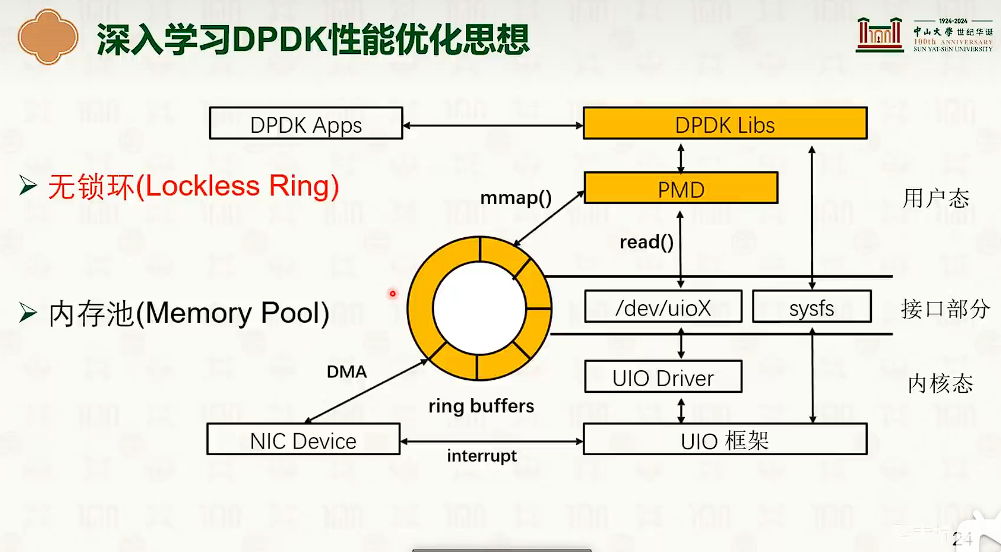 深入学习DPDK性能优化思想
1924-2024
中山大學 世纪华诞
100th ANNIVERSARY
SUN YAT-SEN UNIVERSITY
DPDK Apps
DPDK Libs
无锁环(Lockless Ring)
mmap()
PMD
用户态
read()
内存池(Memory Pool)
/dev/uioX
sysfs
接口部分
DMA
UIO Driver
内核态
ring buffers
NIC Device
interrupt
UIO 框架
24